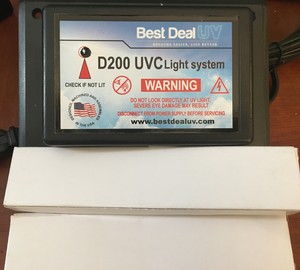 Best Deal UV
D200 UVC Light system
CHECK IF NOT LIT
WARNING
DO NOT LOOK DIRECTLY AT UV LIGHT
SEVERE EYE DAMAGE MAY RESULT
DISCONNECT FROM POWER SUPPLY BEFORE SERVICING
www.bestdealuv.com